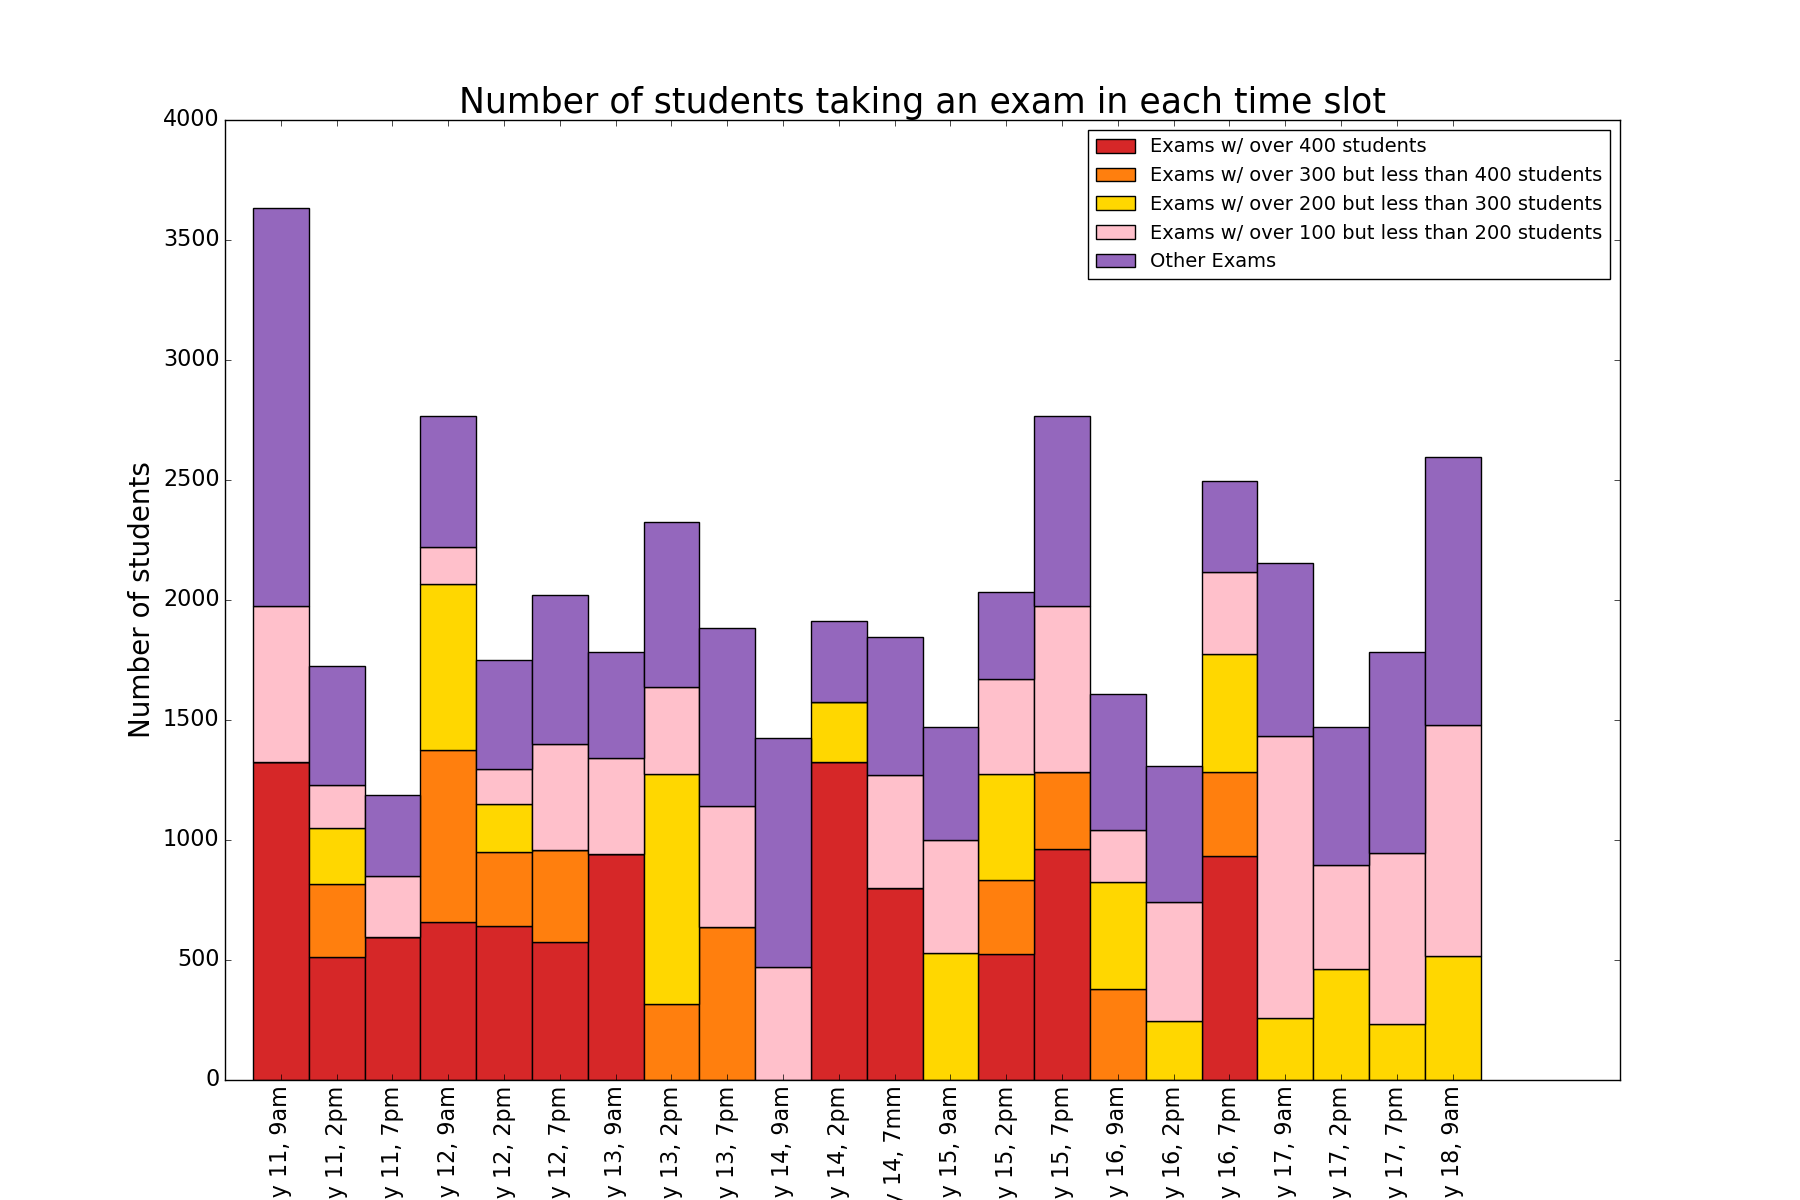 Number of students taking an exam in each time slot
Exams w/ over 400 students
Exams w/ over 300 but less than 400 students
Exams w/ over 200 but less than 300 students
Exams w/ over 100 but less than 200 students
Other Exams
Number of students
4000
3500
3000
2500
2000
1500
1000
500
0
y 11, 9am
y 11, 2pm
y 11, 7pm
y 12, 9am
y 12, 2pm
y 12, 7pm
y 13, 9am
y 13, 2pm
y 13, 7pm
y 14, 9am
y 14, 2pm
y 14, 7mm
y 15, 9am
y 15, 2pm
y 15, 7pm
y 16, 9am
y 16, 2pm
y 16, 7pm
y 17, 9am
y 17, 2pm
y 17, 7pm
y 18, 9am